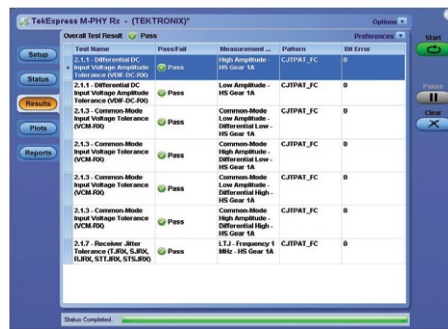 TekExpress M-PHY Rx - (TEKTRONIX)*
Options
Overall Test Result Pass
Preferences
Start
Pause
Clear
Setup
Status
Results
Plots
Reports
Test Name Pass/Fail Measurement ... Pattern Bit Error
2.1.1 - Differential DC Input Voltage Amplitude Tolerance (VDIF-DC-RX) Pass High Amplitude - HS Gear 1A CJTPAT_FC 0
2.1.1 - Differential DC Input Voltage Amplitude Tolerance (VDIF-DC-RX) Pass Low Amplitude - HS Gear 1A CJTPAT_FC 0
2.1.3 - Common-Mode Input Voltage Tolerance (VCM-RX) Pass Common-Mode Low Amplitude - Differential Low - HS Gear 1A CJTPAT_FC 0
2.1.3 - Common-Mode Input Voltage Tolerance (VCM-RX) Pass Common-Mode High Amplitude - Differential Low - HS Gear 1A CJTPAT_FC 0
2.1.3 - Common-Mode Input Voltage Tolerance (VCM-RX) Pass Common-Mode Low Amplitude - Differential High - HS Gear 1A CJTPAT_FC 0
2.1.3 - Common-Mode Input Voltage Tolerance (VCM-RX) Pass Common-Mode High Amplitude - Differential High - HS Gear 1A CJTPAT_FC 0
2.1.7 - Receiver Jitter Tolerance (TJRX, SJRX, RJRX, STTJRX, STSJRX) Pass LTJ - Frequency 1 MHz - HS Gear 1A CJTPAT_FC 0
Status Completed.